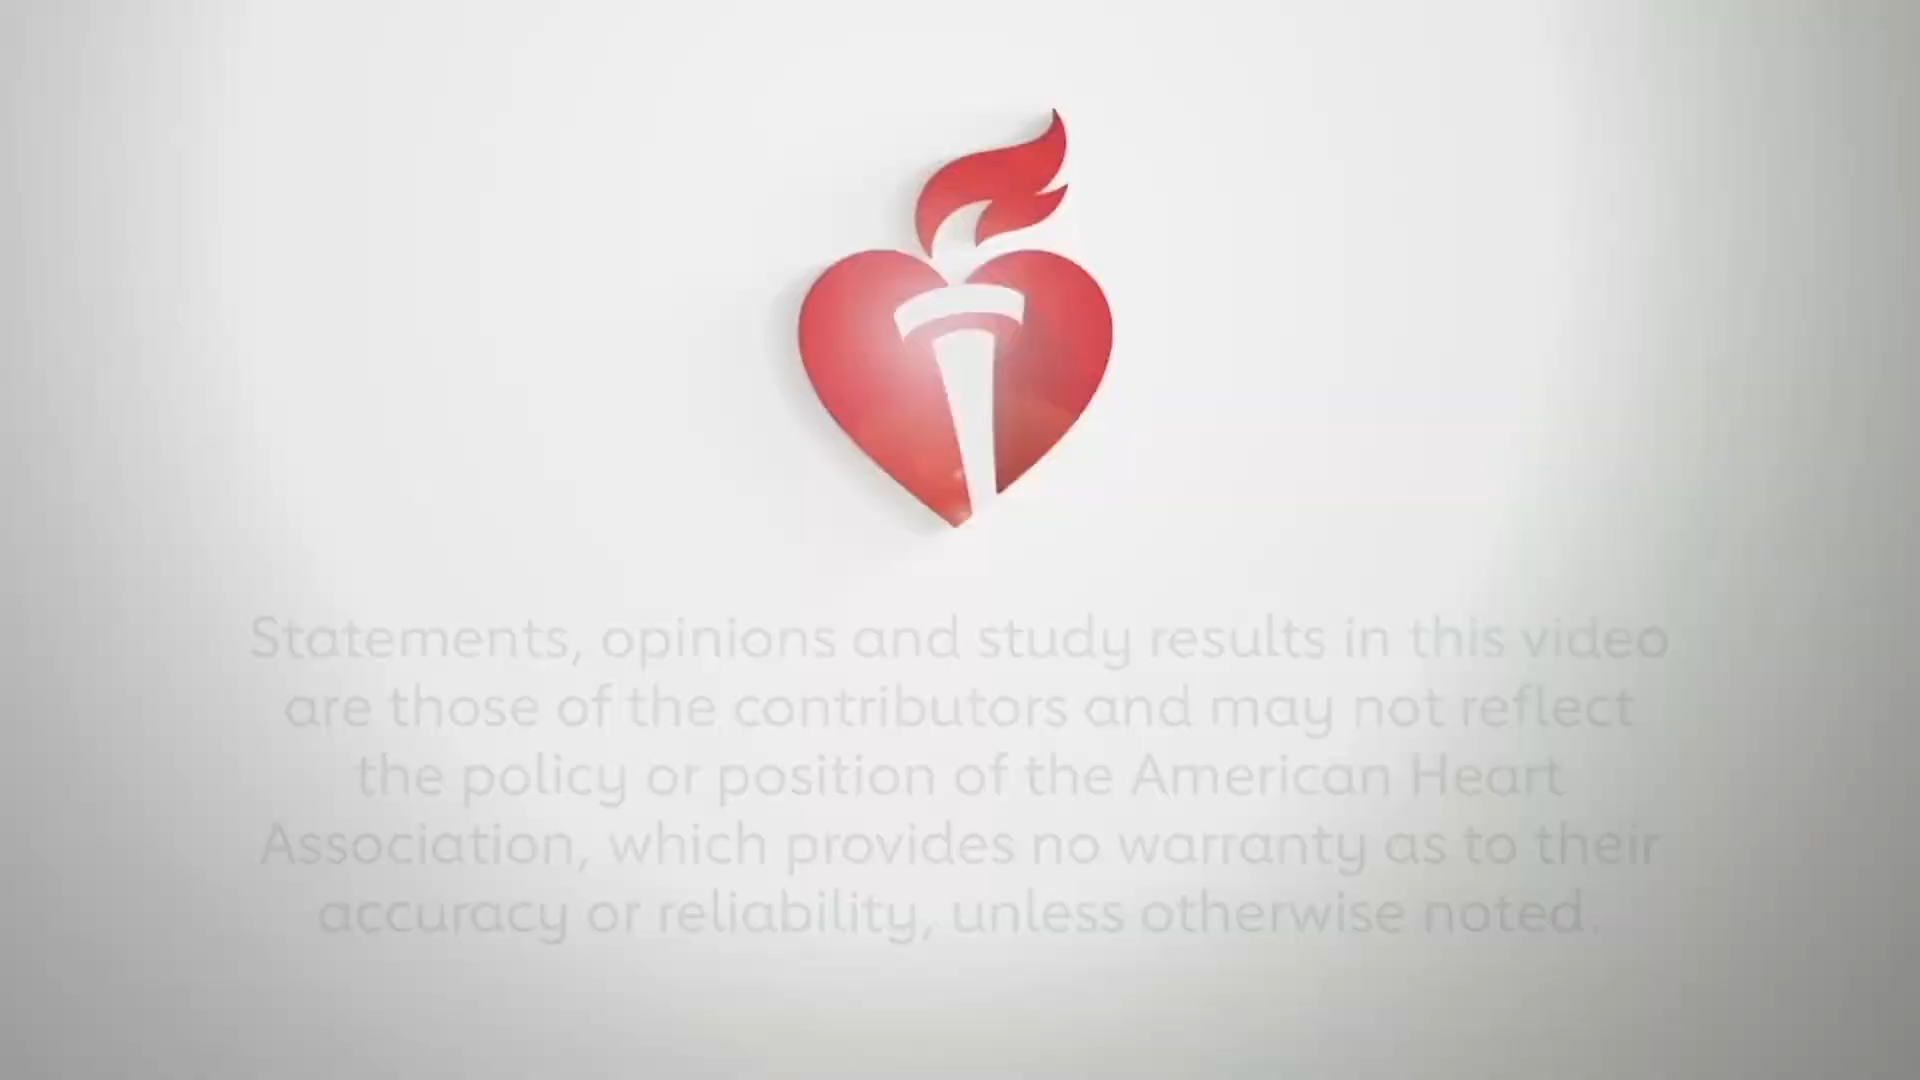 Statements, opinions and study results in this video
are those of the contributors and may not reflect
the policy or position of the American Heart
Association, which provides no warranty as to their
accuracy or reliability, unless otherwise noted.